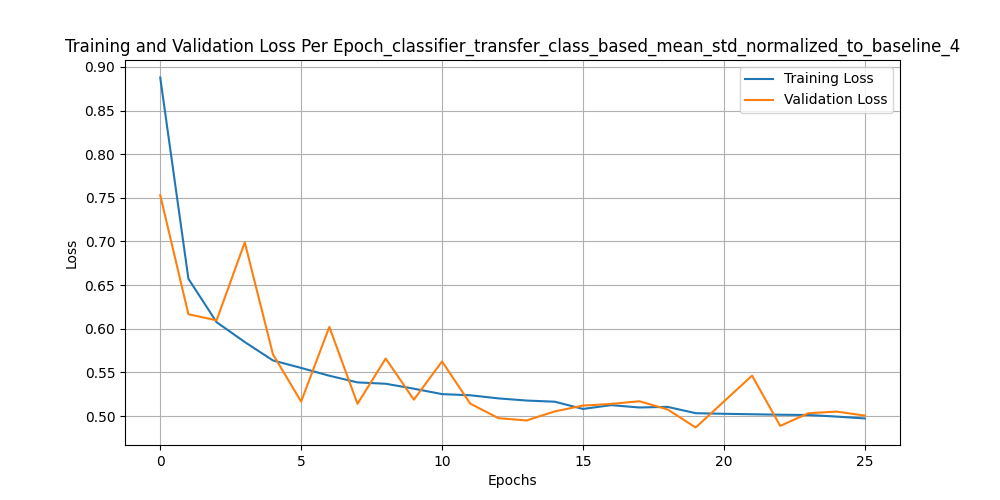 Training and Validation Loss Per Epoch_classifier_transfer_class_based_mean_std_normalized_to_baseline_4
Training Loss
Validation Loss
0.90
0.85
0.80
0.75
0.70
0.65
0.60
0.55
0.50
Loss
0 5 10 15 20 25
Epochs